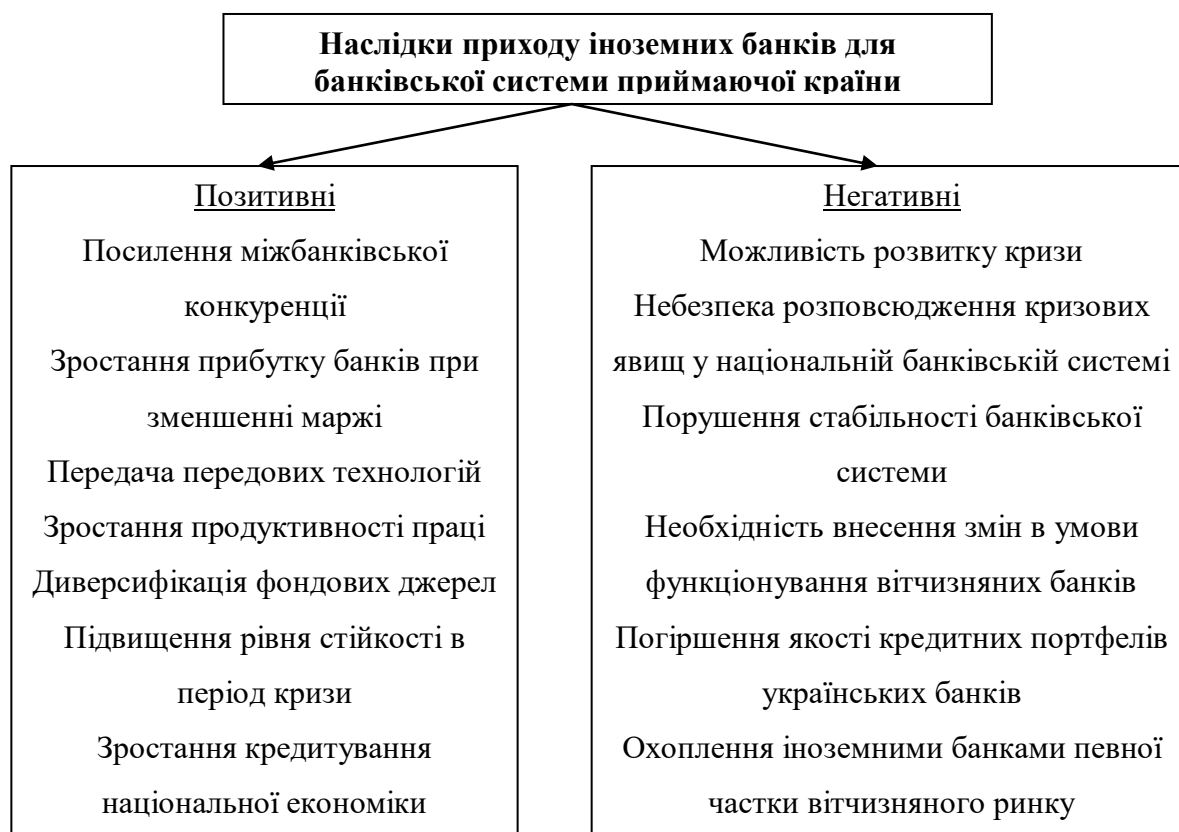 Наслідки приходу іноземних банків для
банківської системи приймаючої країни
Позитивні
Посилення міжбанківської
конкуренції
Зростання прибутку банків при
зменшенні маржі
Передача передових технологій
Зростання продуктивності праці
Диверсифікація фондових джерел
Підвищення рівня стійкості в
період кризи
Зростання кредитування
національної економіки
Негативні
Можливість розвитку кризи
Небезпека розповсюдження кризових
явищ у національній банківській системі
Порушення стабільності банківської
системи
Необхідність внесення змін в умови
функціонування вітчизняних банків
Погіршення якості кредитних портфелів
українських банків
Охоплення іноземними банками певної
частки вітчизняного ринку